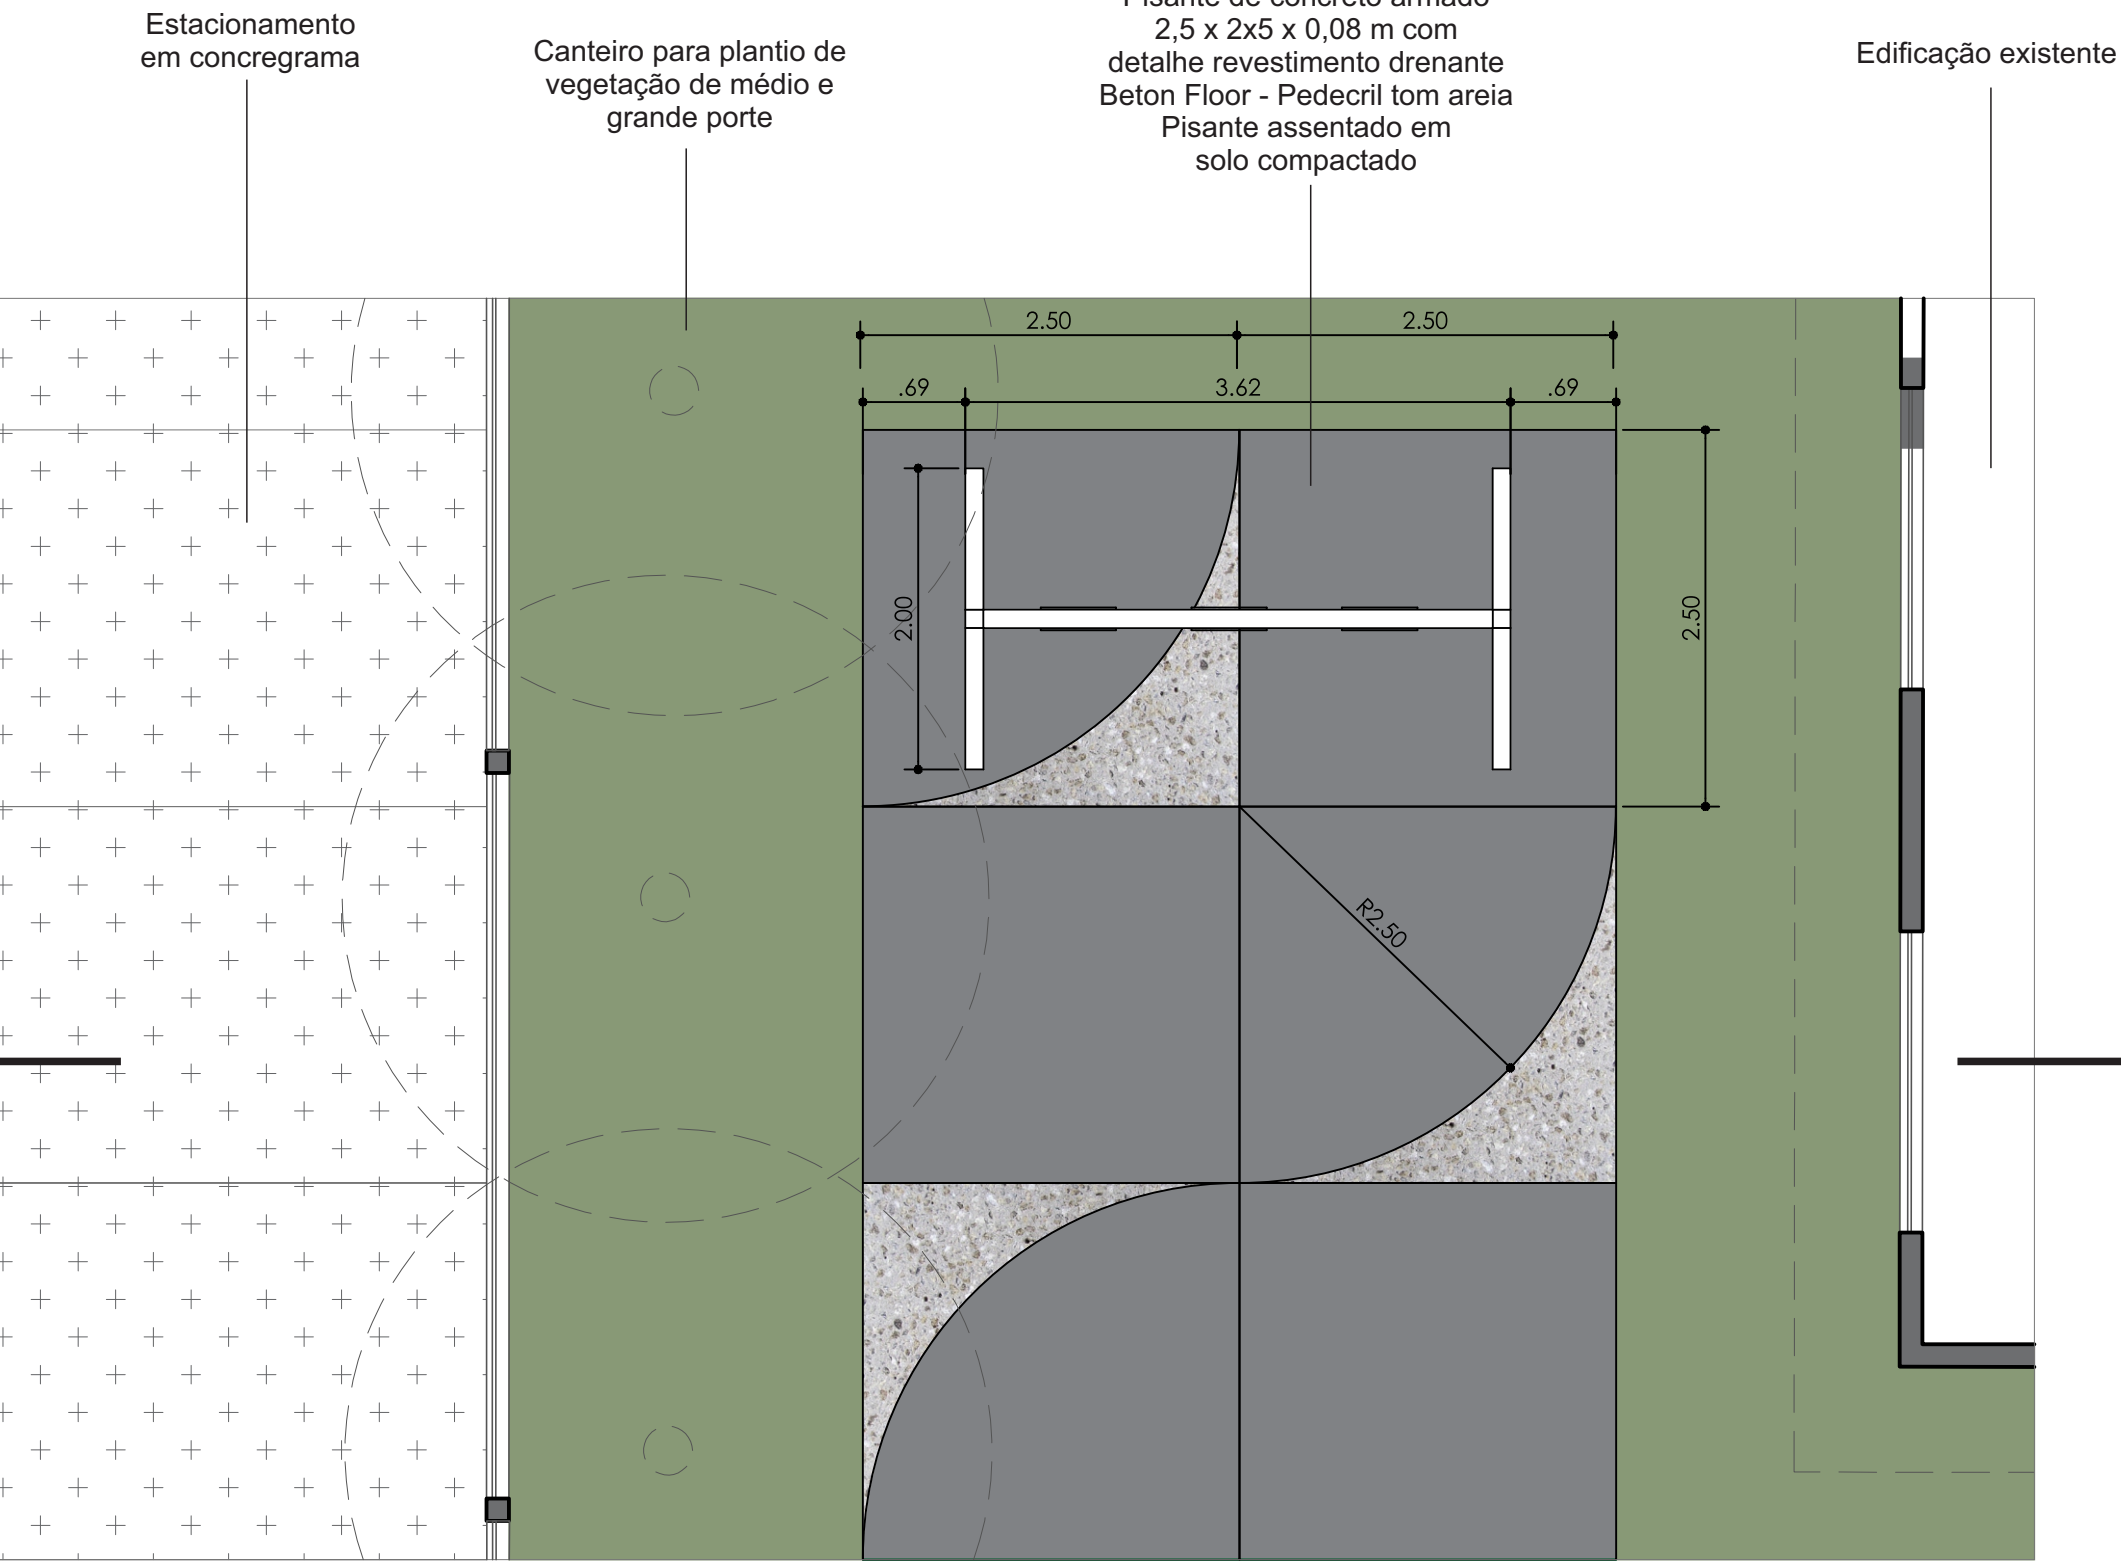 Estacionamento
em concregrama
Canteiro para plantio de
vegetação de médio e
grande porte
Pisante de concreto armado
2,5 x 2x5 x 0,08 m com
detalhe revestimento drenante
Beton Floor - Pedecril tom areia
Pisante assentado em
solo compactado
Edificação existente
2.50
2.50
.69
3.62
.69
2.00
2.50
R2.50